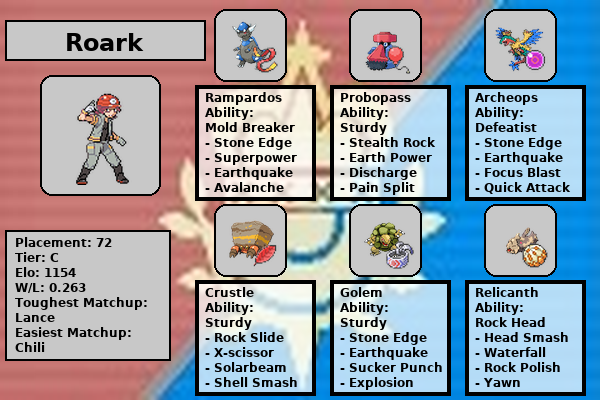 Roark
Rampardos
Ability:
Mold Breaker
- Stone Edge
- Superpower
- Earthquake
- Avalanche
Probopass
Ability:
Sturdy
- Stealth Rock
- Earth Power
- Discharge
- Pain Split
Archeops
Ability:
Defeatist
- Stone Edge
- Earthquake
- Focus Blast
- Quick Attack
Placement: 72
Tier: C
Elo: 1154
W/L: 0.263
Toughest Matchup:
Lance
Easiest Matchup:
Chili
Crustle
Ability:
Sturdy
- Rock Slide
- X-scissor
- Solarbeam
- Shell Smash
Golem
Ability:
Sturdy
- Stone Edge
- Earthquake
- Sucker Punch
- Explosion
Relicanth
Ability:
Rock Head
- Head Smash
- Waterfall
- Rock Polish
- Yawn